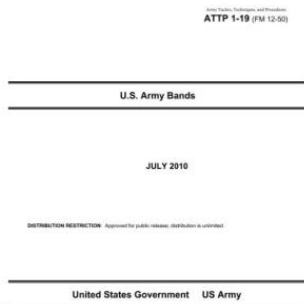 Army Tactics, Techniques, and Procedures
ATTP 1-19 (FM 12-50)
U.S. Army Bands
JULY 2010
DISTRIBUTION RESTRICTION Approved for public release; distribution is unlimited.
United States Government US Army